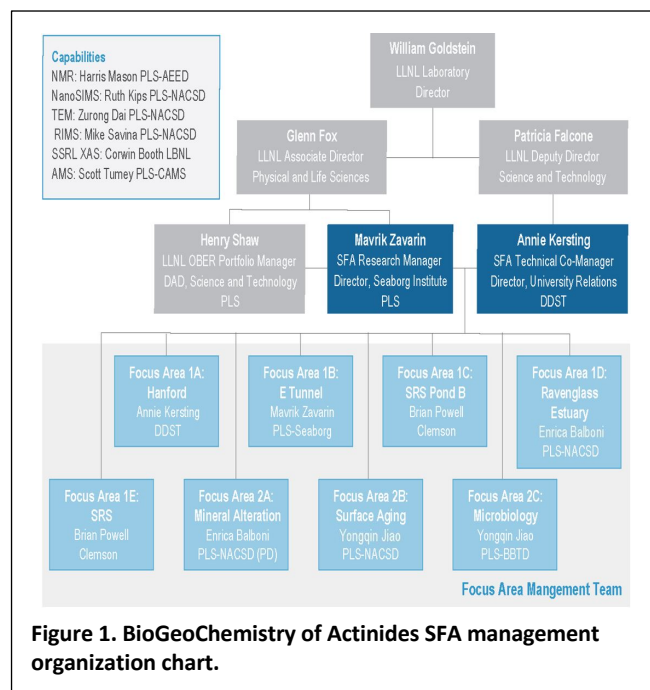 Capabilities
NMR: Harris Mason PLS-AEED
NanoSIMS: Ruth Kips PLS-NACSD
TEM: Zurong Dai PLS-NACSD
RIMS: Mike Savina PLS-NACSD
SSRL XAS: Corwin Booth LBNL
AMS: Scott Tumey PLS-CAMS
William Goldstein
LLNL Laboratory
Director
Glenn Fox
LLNL Associate Director
Physical and Life Sciences
Patricia Falcone
LLNL Deputy Director
Science and Technology
Henry Shaw
LLNL OBER Portfolio Manager
DAD, Science and Technology
PLS
Mavrik Zavarin
SFA Research Manager
Director, Seaborg Institute
PLS
Annie Kersting
SFA Technical Co-Manager
Director, University Relations
DDST
Focus Area 1A:
Hanford
Annie Kersting
DDST
Focus Area 1B:
E Tunnel
Mavrik Zavarin
PLS-Seaborg
Focus Area 1C:
SRS Pond B
Brian Powell
Clemson
Focus Area 1D:
Ravenglass
Estuary
Enrica Balboni
PLS-NACSD
Focus Area 1E:
SRS
Brian Powell
Clemson
Focus Area 2A:
Mineral Alteration
Enrica Balboni
PLS-NACSD (PD)
Focus Area 2B:
Surface Aging
Yongqin Jiao
PLS-NACSD
Focus Area 2C:
Microbiology
Yongqin Jiao
PLS-BBTD
Focus Area Mangement Team
Figure 1. BioGeoChemistry of Actinides SFA management
organization chart.